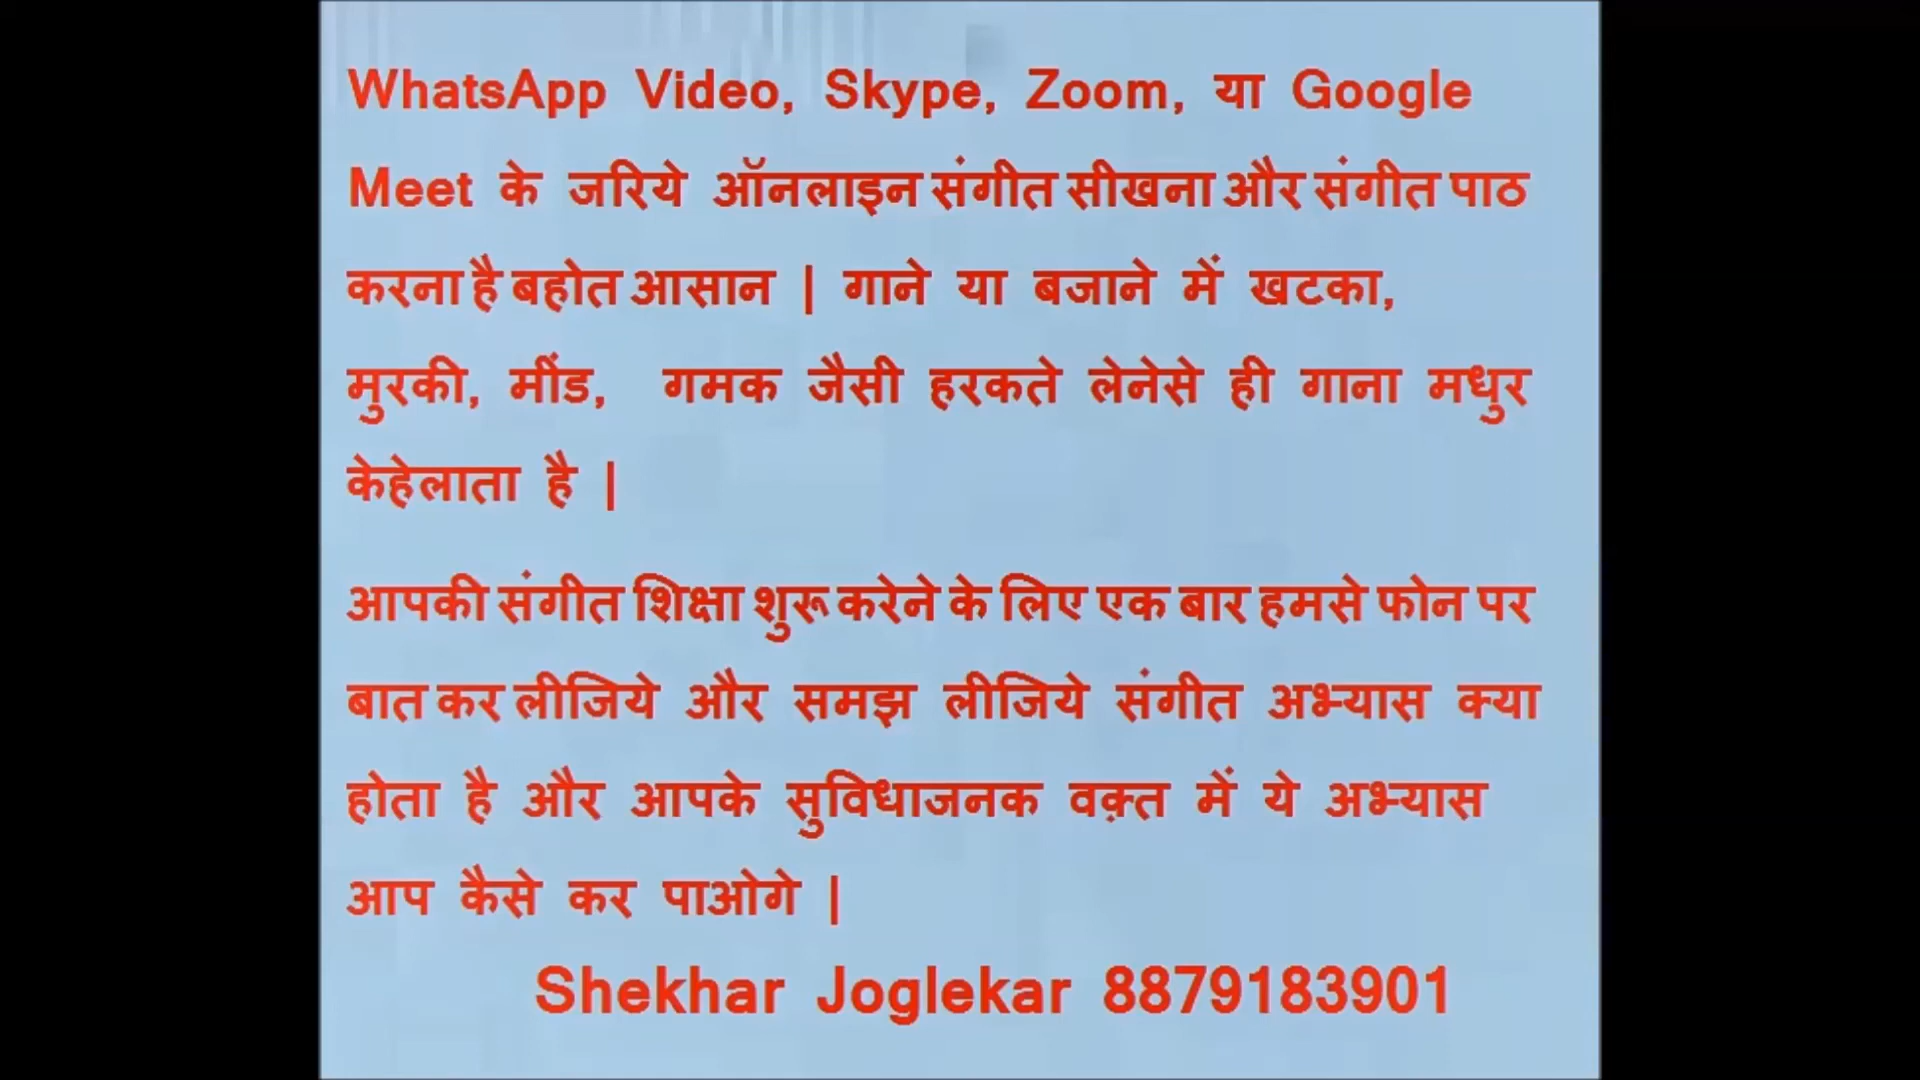 WhatsApp Video, Skype, Zoom, या Google
Meet के जरिये ऑनलाइन संगीत सीखना और संगीत पाठ
करना है बहोत आसान | गाने या बजाने में खटका,
मुरकी, मींड, गमक जैसी हरकते लेनेसे ही गाना मधुर
केहेलाता है |
आपकी संगीत शिक्षा शुरू करेने के लिए एक बार हमसे फोन पर
बात कर लीजिये और समझ लीजिये संगीत अभ्यास क्या
होता है और आपके सुविधाजनक वक़्त में ये अभ्यास
आप कैसे कर पाओगे |
Shekhar Joglekar 8879183901